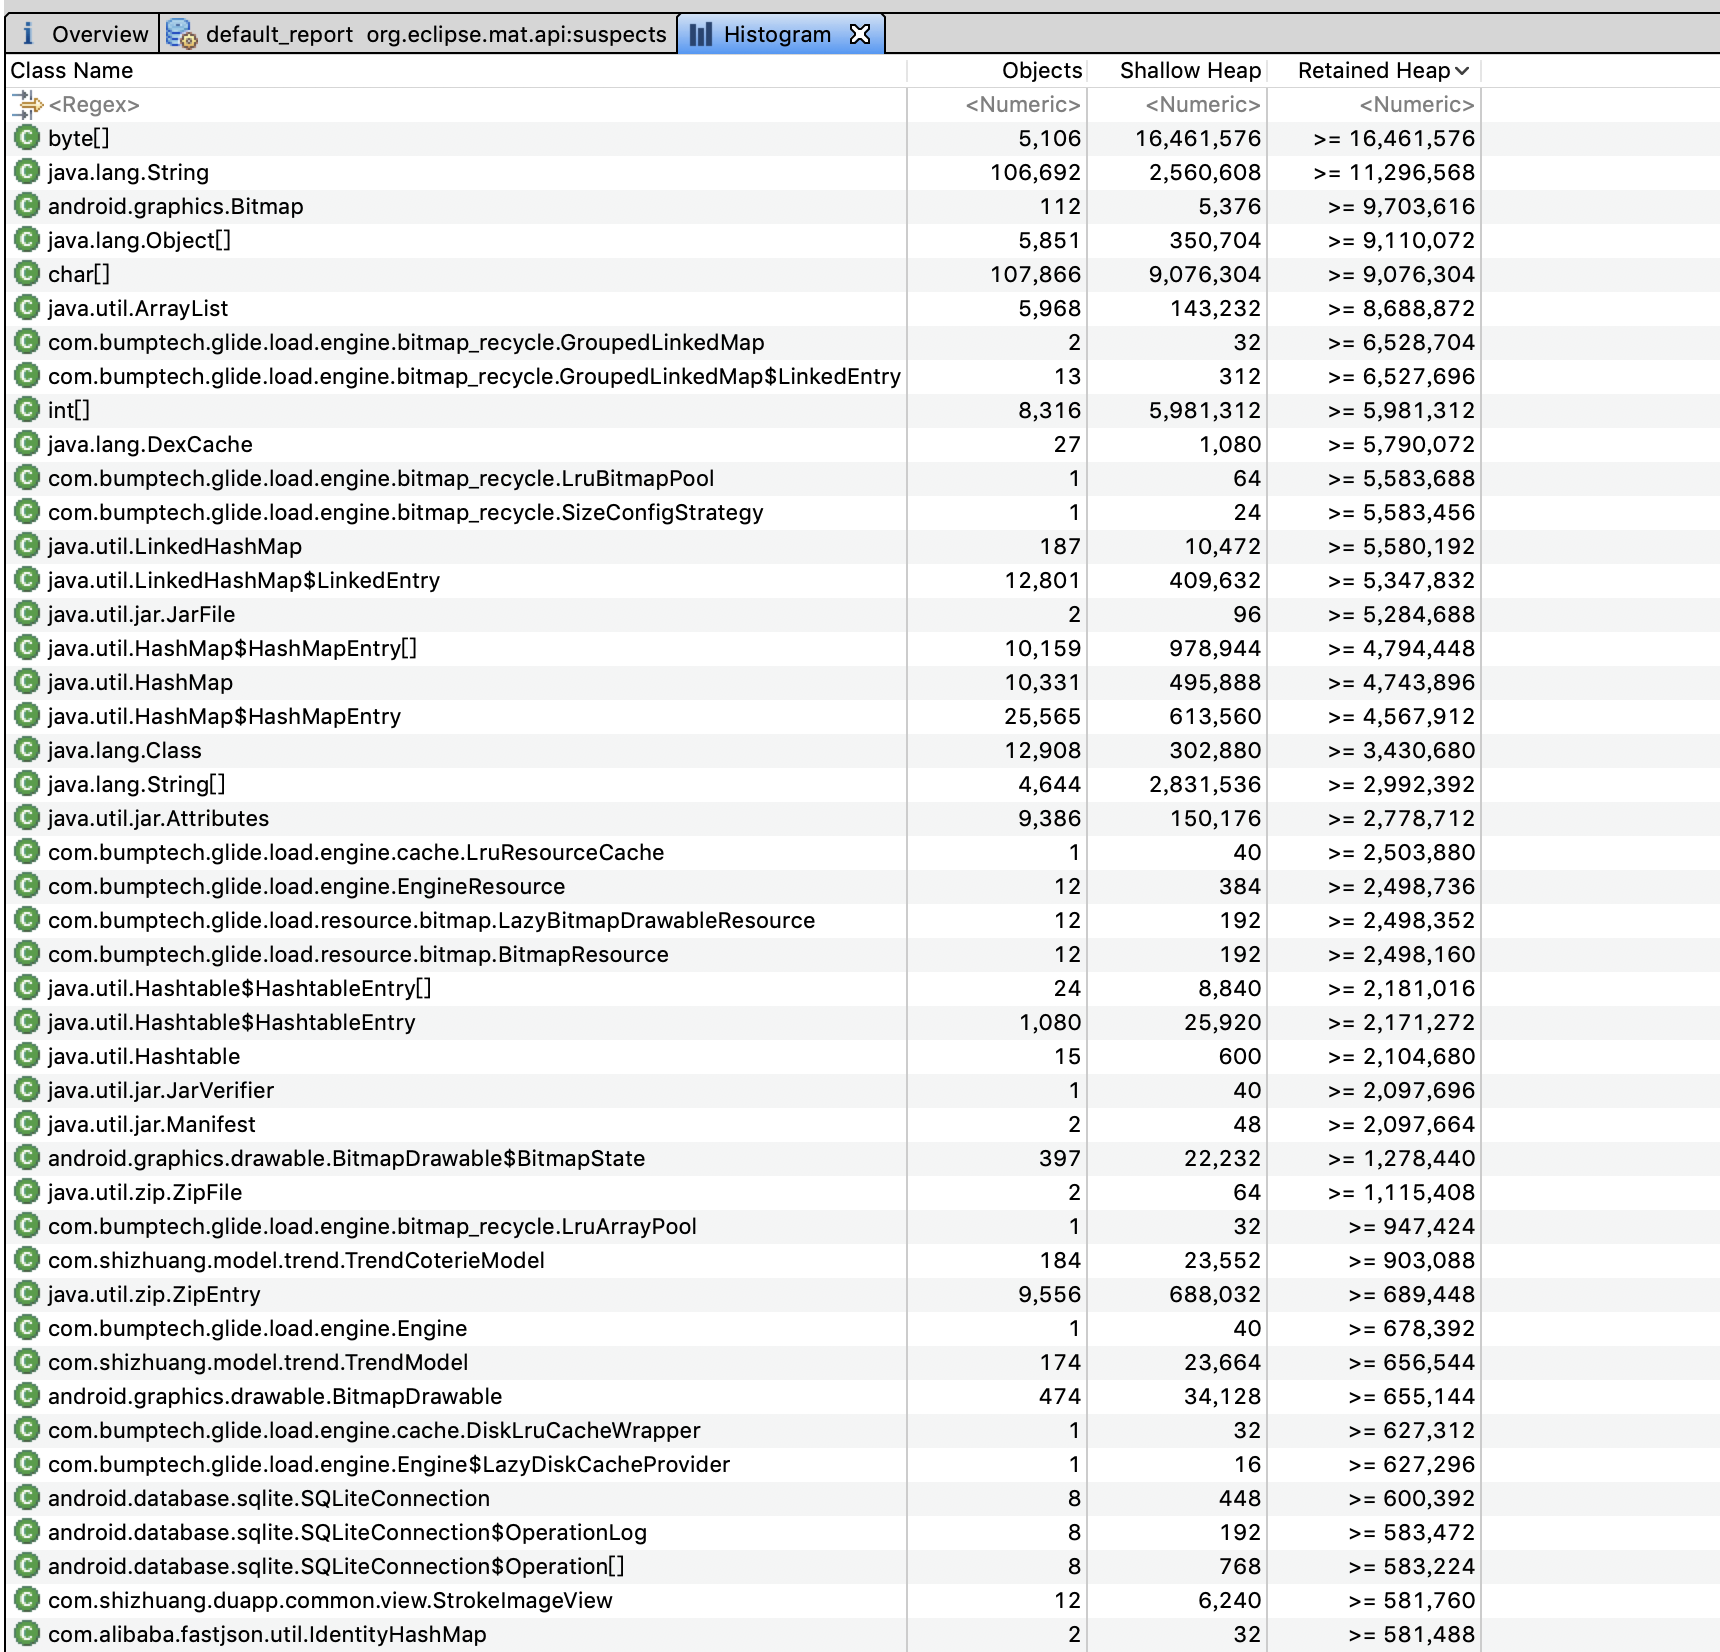 Overview default_report org.eclipse.mat.api:suspects Histogram
Class Name Objects Shallow Heap Retained Heap
<Regex> <Numeric> <Numeric> <Numeric>
byte[] 5,106 16,461,576 >= 16,461,576
java.lang.String 106,692 2,560,608 >= 11,296,568
android.graphics.Bitmap 112 5,376 >= 9,703,616
java.lang.Object[] 5,851 350,704 >= 9,110,072
char[] 107,866 9,076,304 >= 9,076,304
java.util.ArrayList 5,968 143,232 >= 8,688,872
com.bumptech.glide.load.engine.bitmap_recycle.GroupedLinkedMap 2 32 >= 6,528,704
com.bumptech.glide.load.engine.bitmap_recycle.GroupedLinkedMap$LinkedEntry 13 312 >= 6,527,696
int[] 8,316 5,981,312 >= 5,981,312
java.lang.DexCache 27 1,080 >= 5,790,072
com.bumptech.glide.load.engine.bitmap_recycle.LruBitmapPool 1 64 >= 5,583,688
com.bumptech.glide.load.engine.bitmap_recycle.SizeConfigStrategy 1 24 >= 5,583,456
java.util.LinkedHashMap 187 10,472 >= 5,580,192
java.util.LinkedHashMap$LinkedEntry 12,801 409,632 >= 5,347,832
java.util.jar.JarFile 2 96 >= 5,284,688
java.util.HashMap$HashMapEntry[] 10,159 978,944 >= 4,794,448
java.util.HashMap 10,331 495,888 >= 4,743,896
java.util.HashMap$HashMapEntry 25,565 613,560 >= 4,567,912
java.lang.Class 12,908 302,880 >= 3,430,680
java.lang.String[] 4,644 2,831,536 >= 2,992,392
java.util.jar.Attributes 9,386 150,176 >= 2,778,712
com.bumptech.glide.load.engine.cache.LruResourceCache 1 40 >= 2,503,880
com.bumptech.glide.load.engine.EngineResource 12 384 >= 2,498,736
com.bumptech.glide.load.resource.bitmap.LazyBitmapDrawableResource 12 192 >= 2,498,352
com.bumptech.glide.load.resource.bitmap.BitmapResource 12 192 >= 2,498,160
java.util.Hashtable$HashtableEntry[] 24 8,840 >= 2,181,016
java.util.Hashtable$HashtableEntry 1,080 25,920 >= 2,171,272
java.util.Hashtable 15 600 >= 2,104,680
java.util.jar.JarVerifier 1 40 >= 2,097,696
java.util.jar.Manifest 2 48 >= 2,097,664
android.graphics.drawable.BitmapDrawable$BitmapState 397 22,232 >= 1,278,440
java.util.zip.ZipFile 2 64 >= 1,115,408
com.bumptech.glide.load.engine.bitmap_recycle.LruArrayPool 1 32 >= 947,424
com.shizhuang.model.trend.TrendCoterieModel 184 23,552 >= 903,088
java.util.zip.ZipEntry 9,556 688,032 >= 689,448
com.bumptech.glide.load.engine.Engine 1 40 >= 678,392
com.shizhuang.model.trend.TrendModel 174 23,664 >= 656,544
android.graphics.drawable.BitmapDrawable 474 34,128 >= 655,144
com.bumptech.glide.load.engine.cache.DiskLruCacheWrapper 1 32 >= 627,312
com.bumptech.glide.load.engine.Engine$LazyDiskCacheProvider 1 16 >= 627,296
android.database.sqlite.SQLiteConnection 8 448 >= 600,392
android.database.sqlite.SQLiteConnection$OperationLog 8 192 >= 583,472
android.database.sqlite.SQLiteConnection$Operation[] 8 768 >= 583,224
com.shizhuang.duapp.common.view.StrokeImageView 12 6,240 >= 581,760
com.alibaba.fastjson.util.IdentityHashMap 2 32 >= 581,488